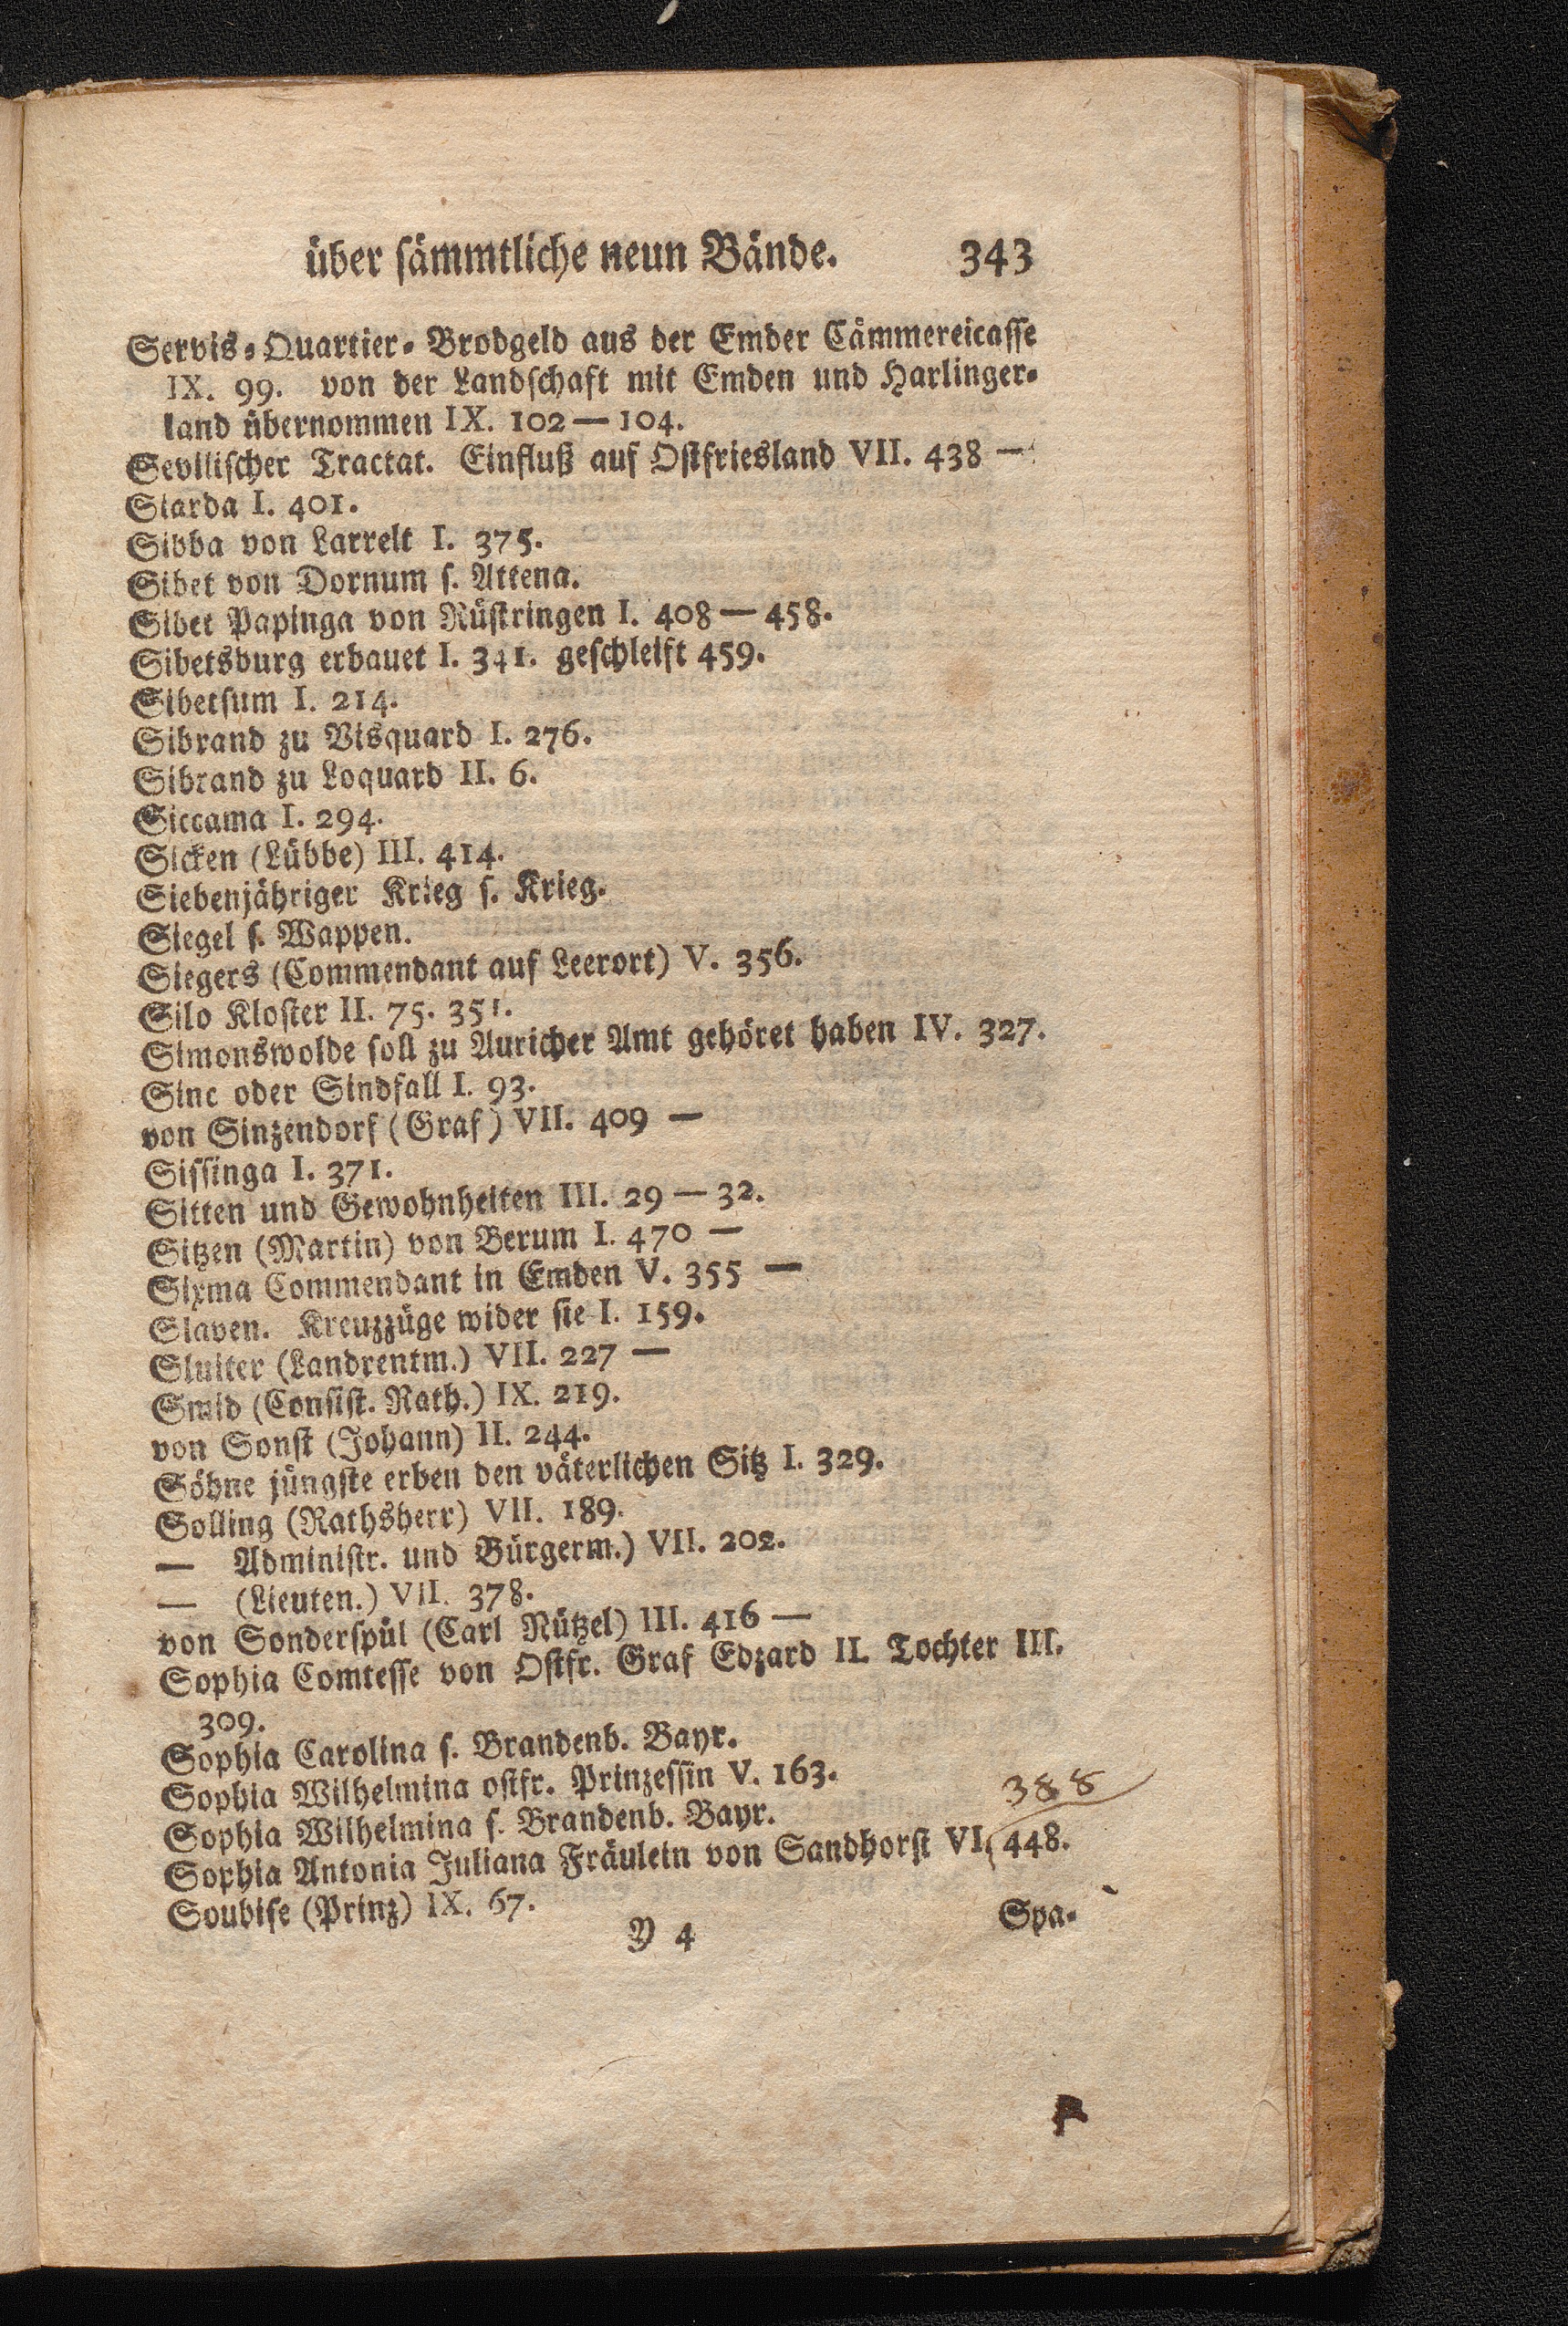 über sämmtliche neun Bände. 343
Servis-Quartier-Brodgeld aus der Emder Cämmereicasse
IX. 99. von der Landschaft mit Emden und Harlinger-
land übernommen IX. 102 — 104.
Sevilischer Tractat. Einfluß auf Ostfriesland VII. 438 —
Siarda I. 401.
Sibba von Larrelt I. 375.
Sibet von Dornum s. Attena.
Sibet Papinga von Rüstringen I. 408 — 458.
Sibetsburg erbauet I. 341. geschleift 459.
Sibetsum I. 214.
Sibrand zu Visquard I. 276.
Sibrand zu Loquard II. 6.
Siccama I. 294.
Sicken (Lübbe) III. 414.
Siebenjähriger Krieg s. Krieg.
Siegel s. Wappen.
Siegers (Commendant auf Leerort) V. 356.
Silo Kloster II. 75. 351.
Simonswolde soll zu Auricher Amt gehöret haben IV. 327.
Sinc oder Sindfall I. 93.
von Sinzendorf (Graf) VII. 409 —
Sissinga I. 371.
Sitten und Gewohnheiten III. 29 — 32.
Sitzen (Martin) von Berum I. 470 —
Sixma Commendant in Emden V. 355 —
Slaven. Kreuzzüge wider sie I. 159.
Sluiter (Landrentm.) VII. 227 —
Smid (Consist. Rath.) IX. 219.
von Sonst (Johann) II. 244.
Söhne jüngste erben den väterlichen Sitz I. 329.
Solling (Rathsherr) VII. 189.
— Administr. und Bürgerm.) VII. 202.
— (Lieuten.) VII. 378.
von Sonderspül (Carl Nützel) III. 416 —
Sophia Comtesse von Ostfr. Graf Edzard II. Tochter III.
309.
Sophia Carolina s. Brandenb. Bayr.
Sophia Wilhelmina ostfr. Prinzessin V. 163.
388
Sophia Wilhelmina s. Brandenb. Bayr.
Sophia Antonia Juliana Fräulein von Sandhorst VI. 448.
Soubise (Prinz) IX. 67.
Y 4 Spa-